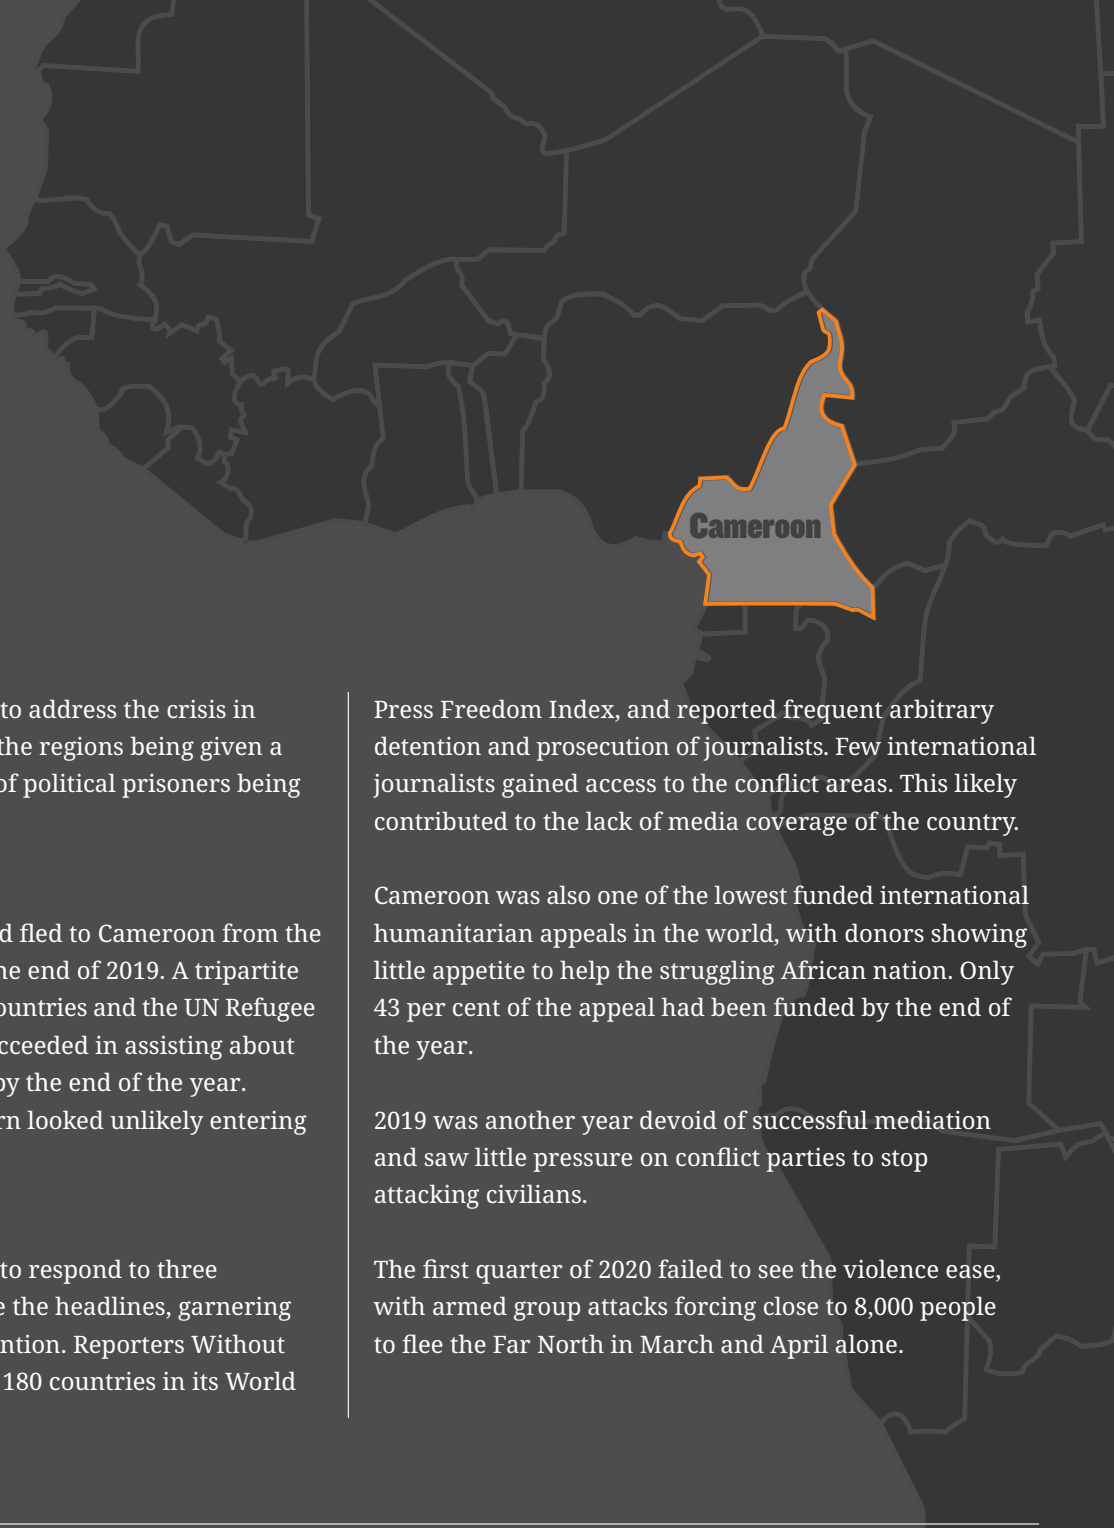 Cameroon
to address the crisis in
the regions being given a
of political prisoners being
fled to Cameroon from the
end of 2019. A tripartite
and the UN Refugee
in assisting about
by the end of the year.
looked unlikely entering
to respond to three
the headlines, garnering
Reporters Without
180 countries in its World
Press Freedom Index, and reported frequent arbitrary
detention and prosecution of journalists. Few international
journalists gained access to the conflict areas. This likely
contributed to the lack of media coverage of the country.
Cameroon was also one of the lowest funded international
humanitarian appeals in the world, with donors showing
little appetite to help the struggling African nation. Only
43 per cent of the appeal had been funded by the end of
the year.
2019 was another year devoid of successful mediation
and saw little pressure on conflict parties to stop
attacking civilians.
The first quarter of 2020 failed to see the violence ease,
with armed group attacks forcing close to 8,000 people
to flee the Far North in March and April alone.